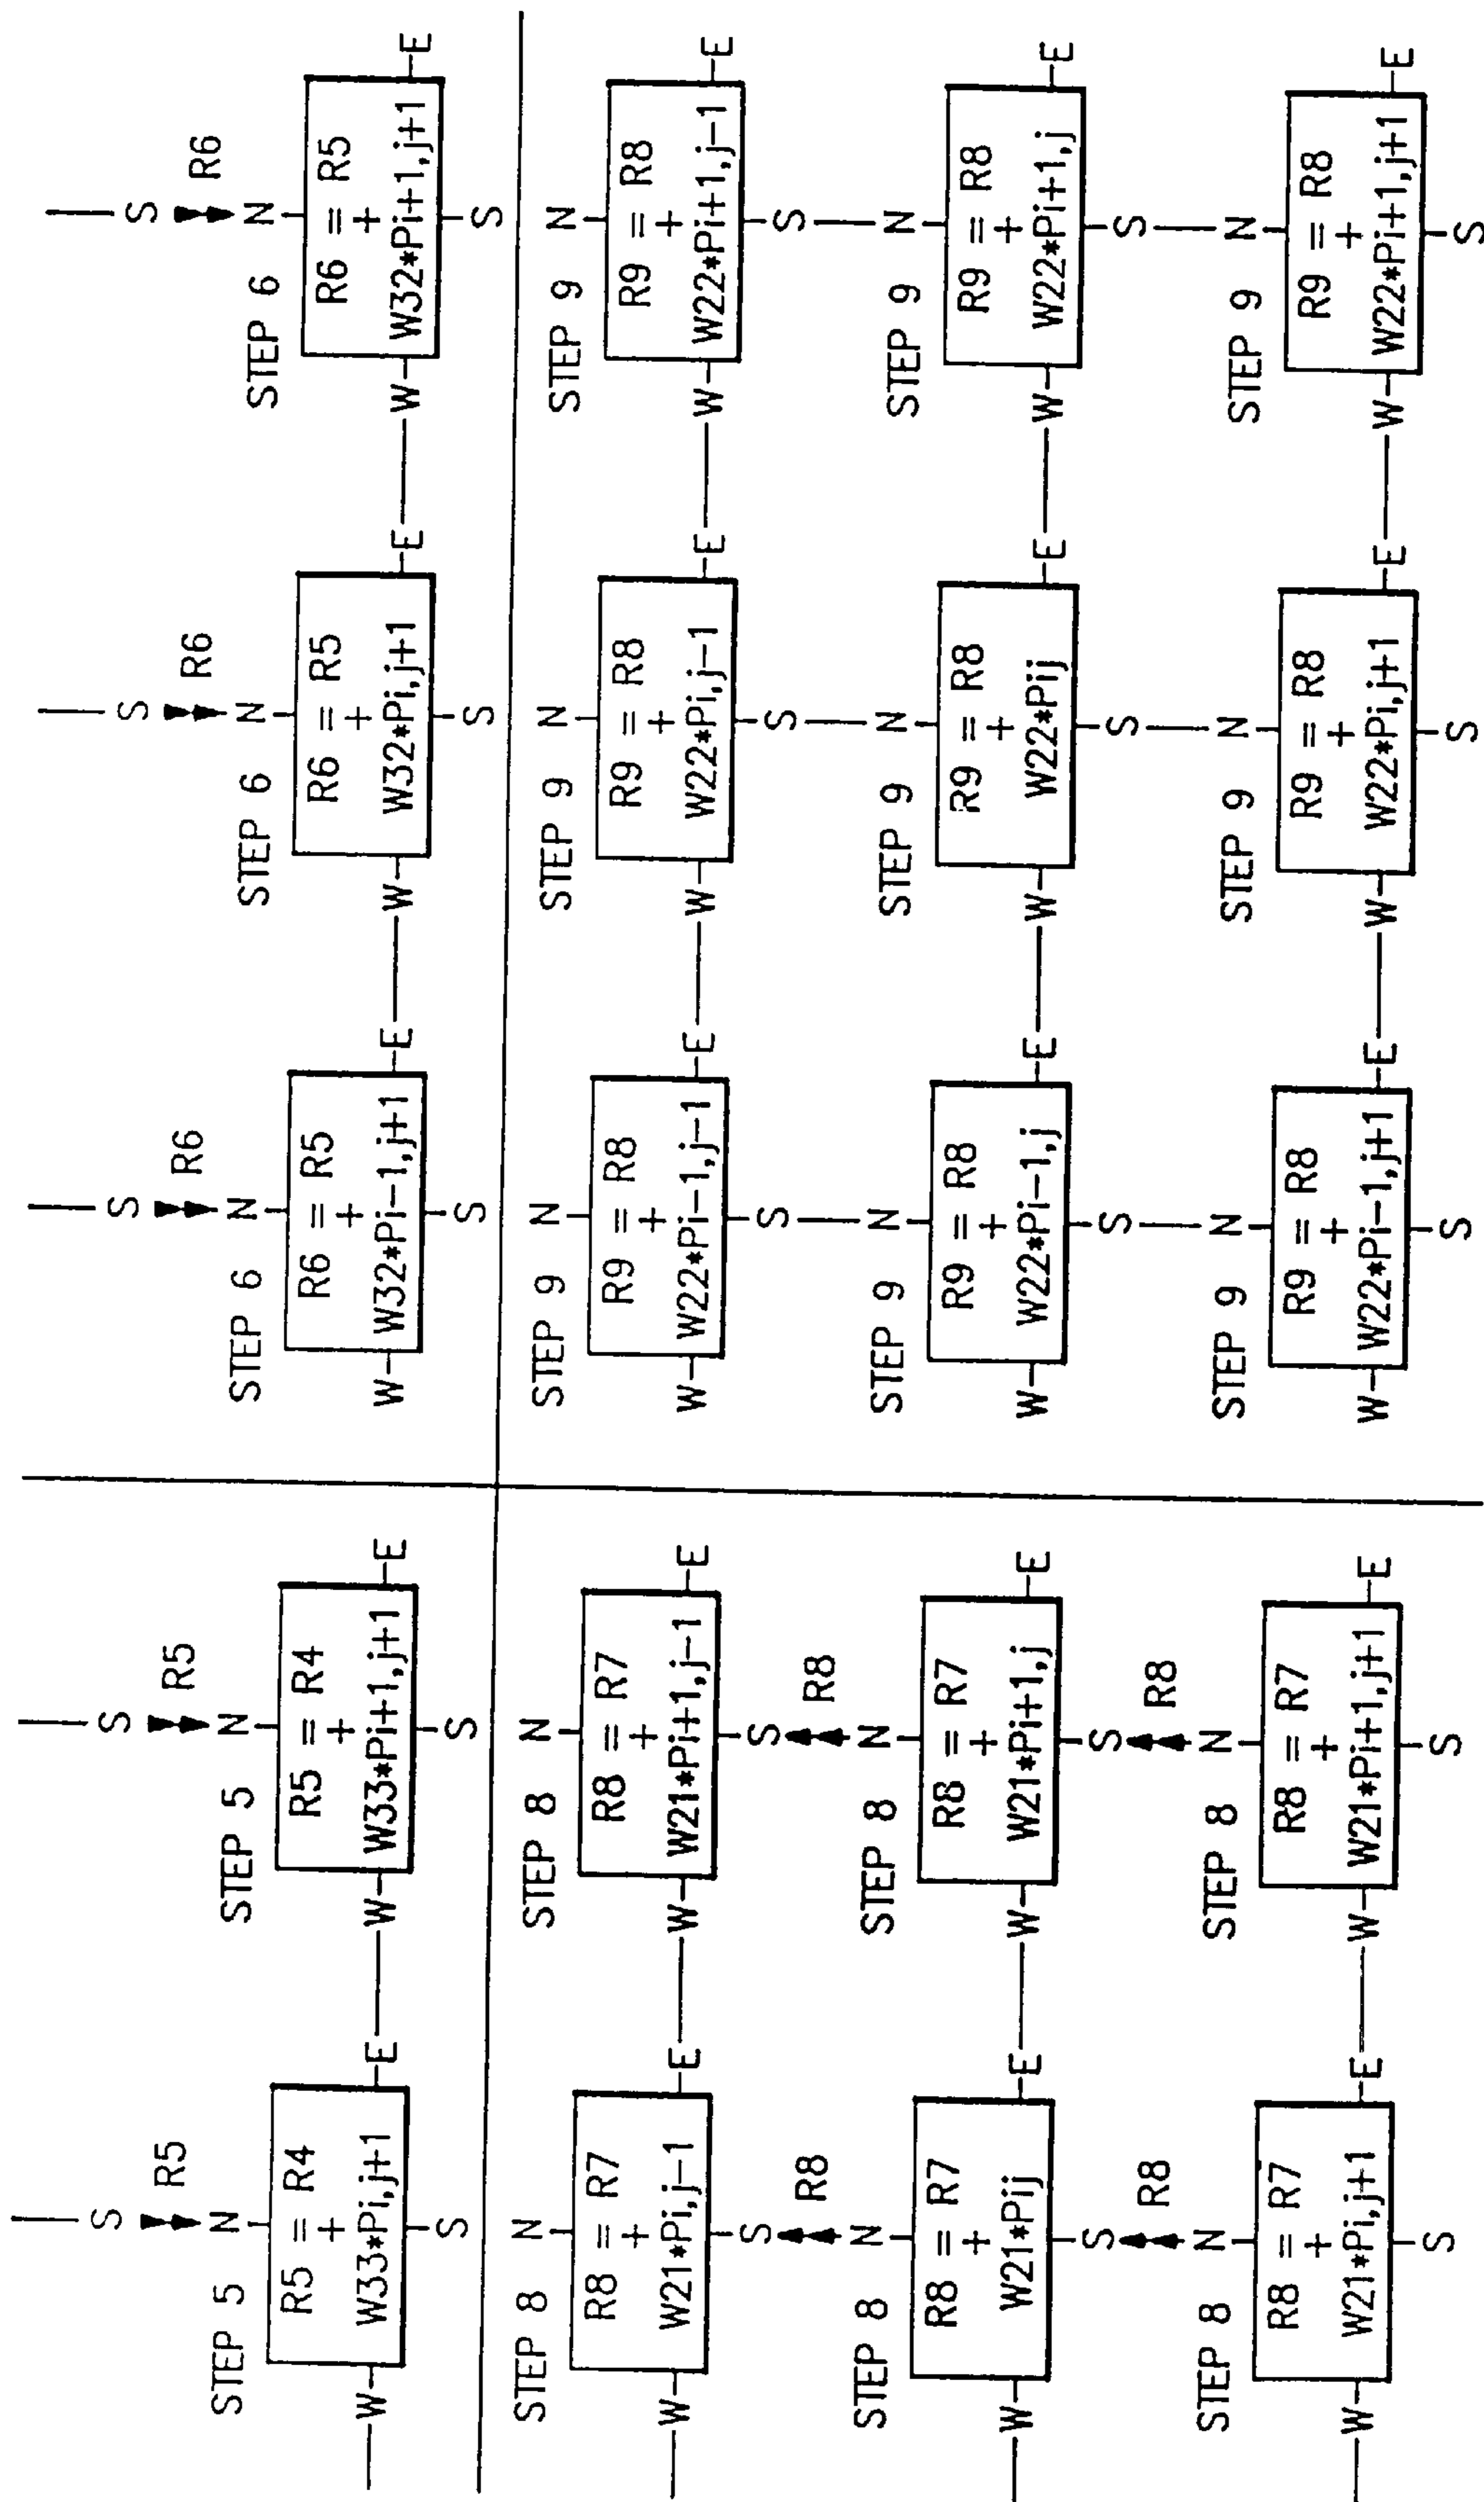 S
R5
STEP 5
N
R5 = R4
+
W33*Pi,j+1
W
E
S
S
R5
STEP 5
N
R5 = R4
+
W33*Pi+1,j+1
W
E
S
S
R6
STEP 6
N
R6 = R5
+
W32*Pi-1,j+1
W
E
S
S
R6
STEP 6
N
R6 = R5
+
W32*Pi,j+1
W
E
S
S
R6
STEP 6
N
R6 = R5
+
W32*Pi+1,j+1
W
E
S
STEP 8
N
R8 = R7
+
W21*Pi,j-1
W
E
S
R8
STEP 8
N
R8 = R7
+
W21*Pi+1,j-1
W
E
S
R8
STEP 9
N
R9 = R8
+
W22*Pi-1,j-1
W
E
S
STEP 9
N
R9 = R8
+
W22*Pi,j-1
W
E
S
STEP 9
N
R9 = R8
+
W22*Pi+1,j-1
W
E
S
STEP 8
N
R8 = R7
+
W21*Pij
W
E
S
R8
STEP 8
N
R8 = R7
+
W21*Pi+1,j
W
E
S
R8
STEP 9
N
R9 = R8
+
W22*Pi-1,j
W
E
S
STEP 9
N
R9 = R8
+
W22*Pij
W
E
S
STEP 9
N
R9 = R8
+
W22*Pi+1,j
W
E
S
STEP 8
N
R8 = R7
+
W21*Pi,j+1
W
E
S
STEP 8
N
R8 = R7
+
W21*Pi+1,j+1
W
E
S
STEP 9
N
R9 = R8
+
W22*Pi-1,j+1
W
E
S
STEP 9
N
R9 = R8
+
W22*Pi,j+1
W
E
S
STEP 9
N
R9 = R8
+
W22*Pi+1,j+1
W
E
S